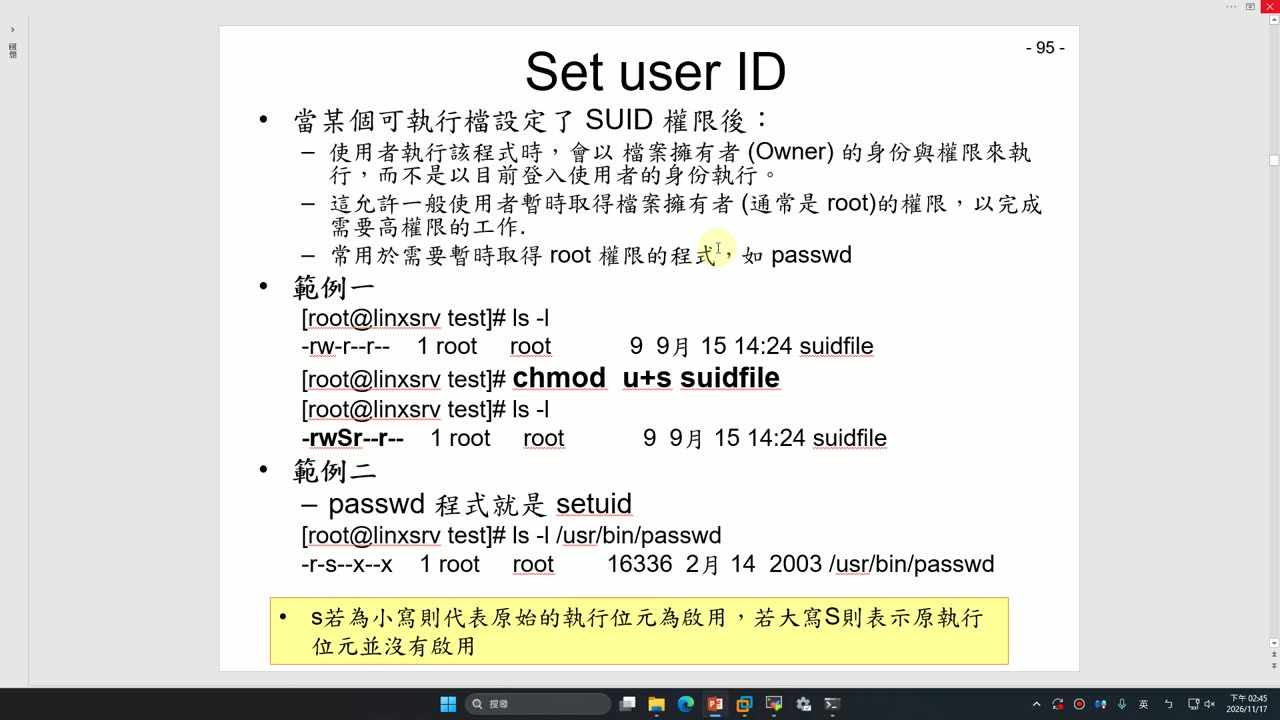 - 95 -
Set user ID
• 當某個可執行檔設定了 SUID 權限後：
– 使用者執行該程式時，會以 檔案擁有者 (Owner) 的身份與權限來執
行，而不是以目前登入使用者的身份執行。
– 這允許一般使用者暫時取得檔案擁有者 (通常是 root)的權限，以完成
需要高權限的工作.
– 常用於需要暫時取得 root 權限的程式，如 passwd
• 範例一
[root@linxsrv test]# ls -l
-rw-r--r-- 1 root root 9 9月 15 14:24 suidfile
[root@linxsrv test]# chmod u+s suidfile
[root@linxsrv test]# ls -l
-rwSr--r-- 1 root root 9 9月 15 14:24 suidfile
• 範例二
– passwd 程式就是 setuid
[root@linxsrv test]# ls -l /usr/bin/passwd
-r-s--x--x 1 root root 16336 2月 14 2003 /usr/bin/passwd
• s若為小寫則代表原始的執行位元為啟用，若大寫S則表示原執行
位元並沒有啟用
搜尋
英
ㄅ
下午 02:45
2026/11/17